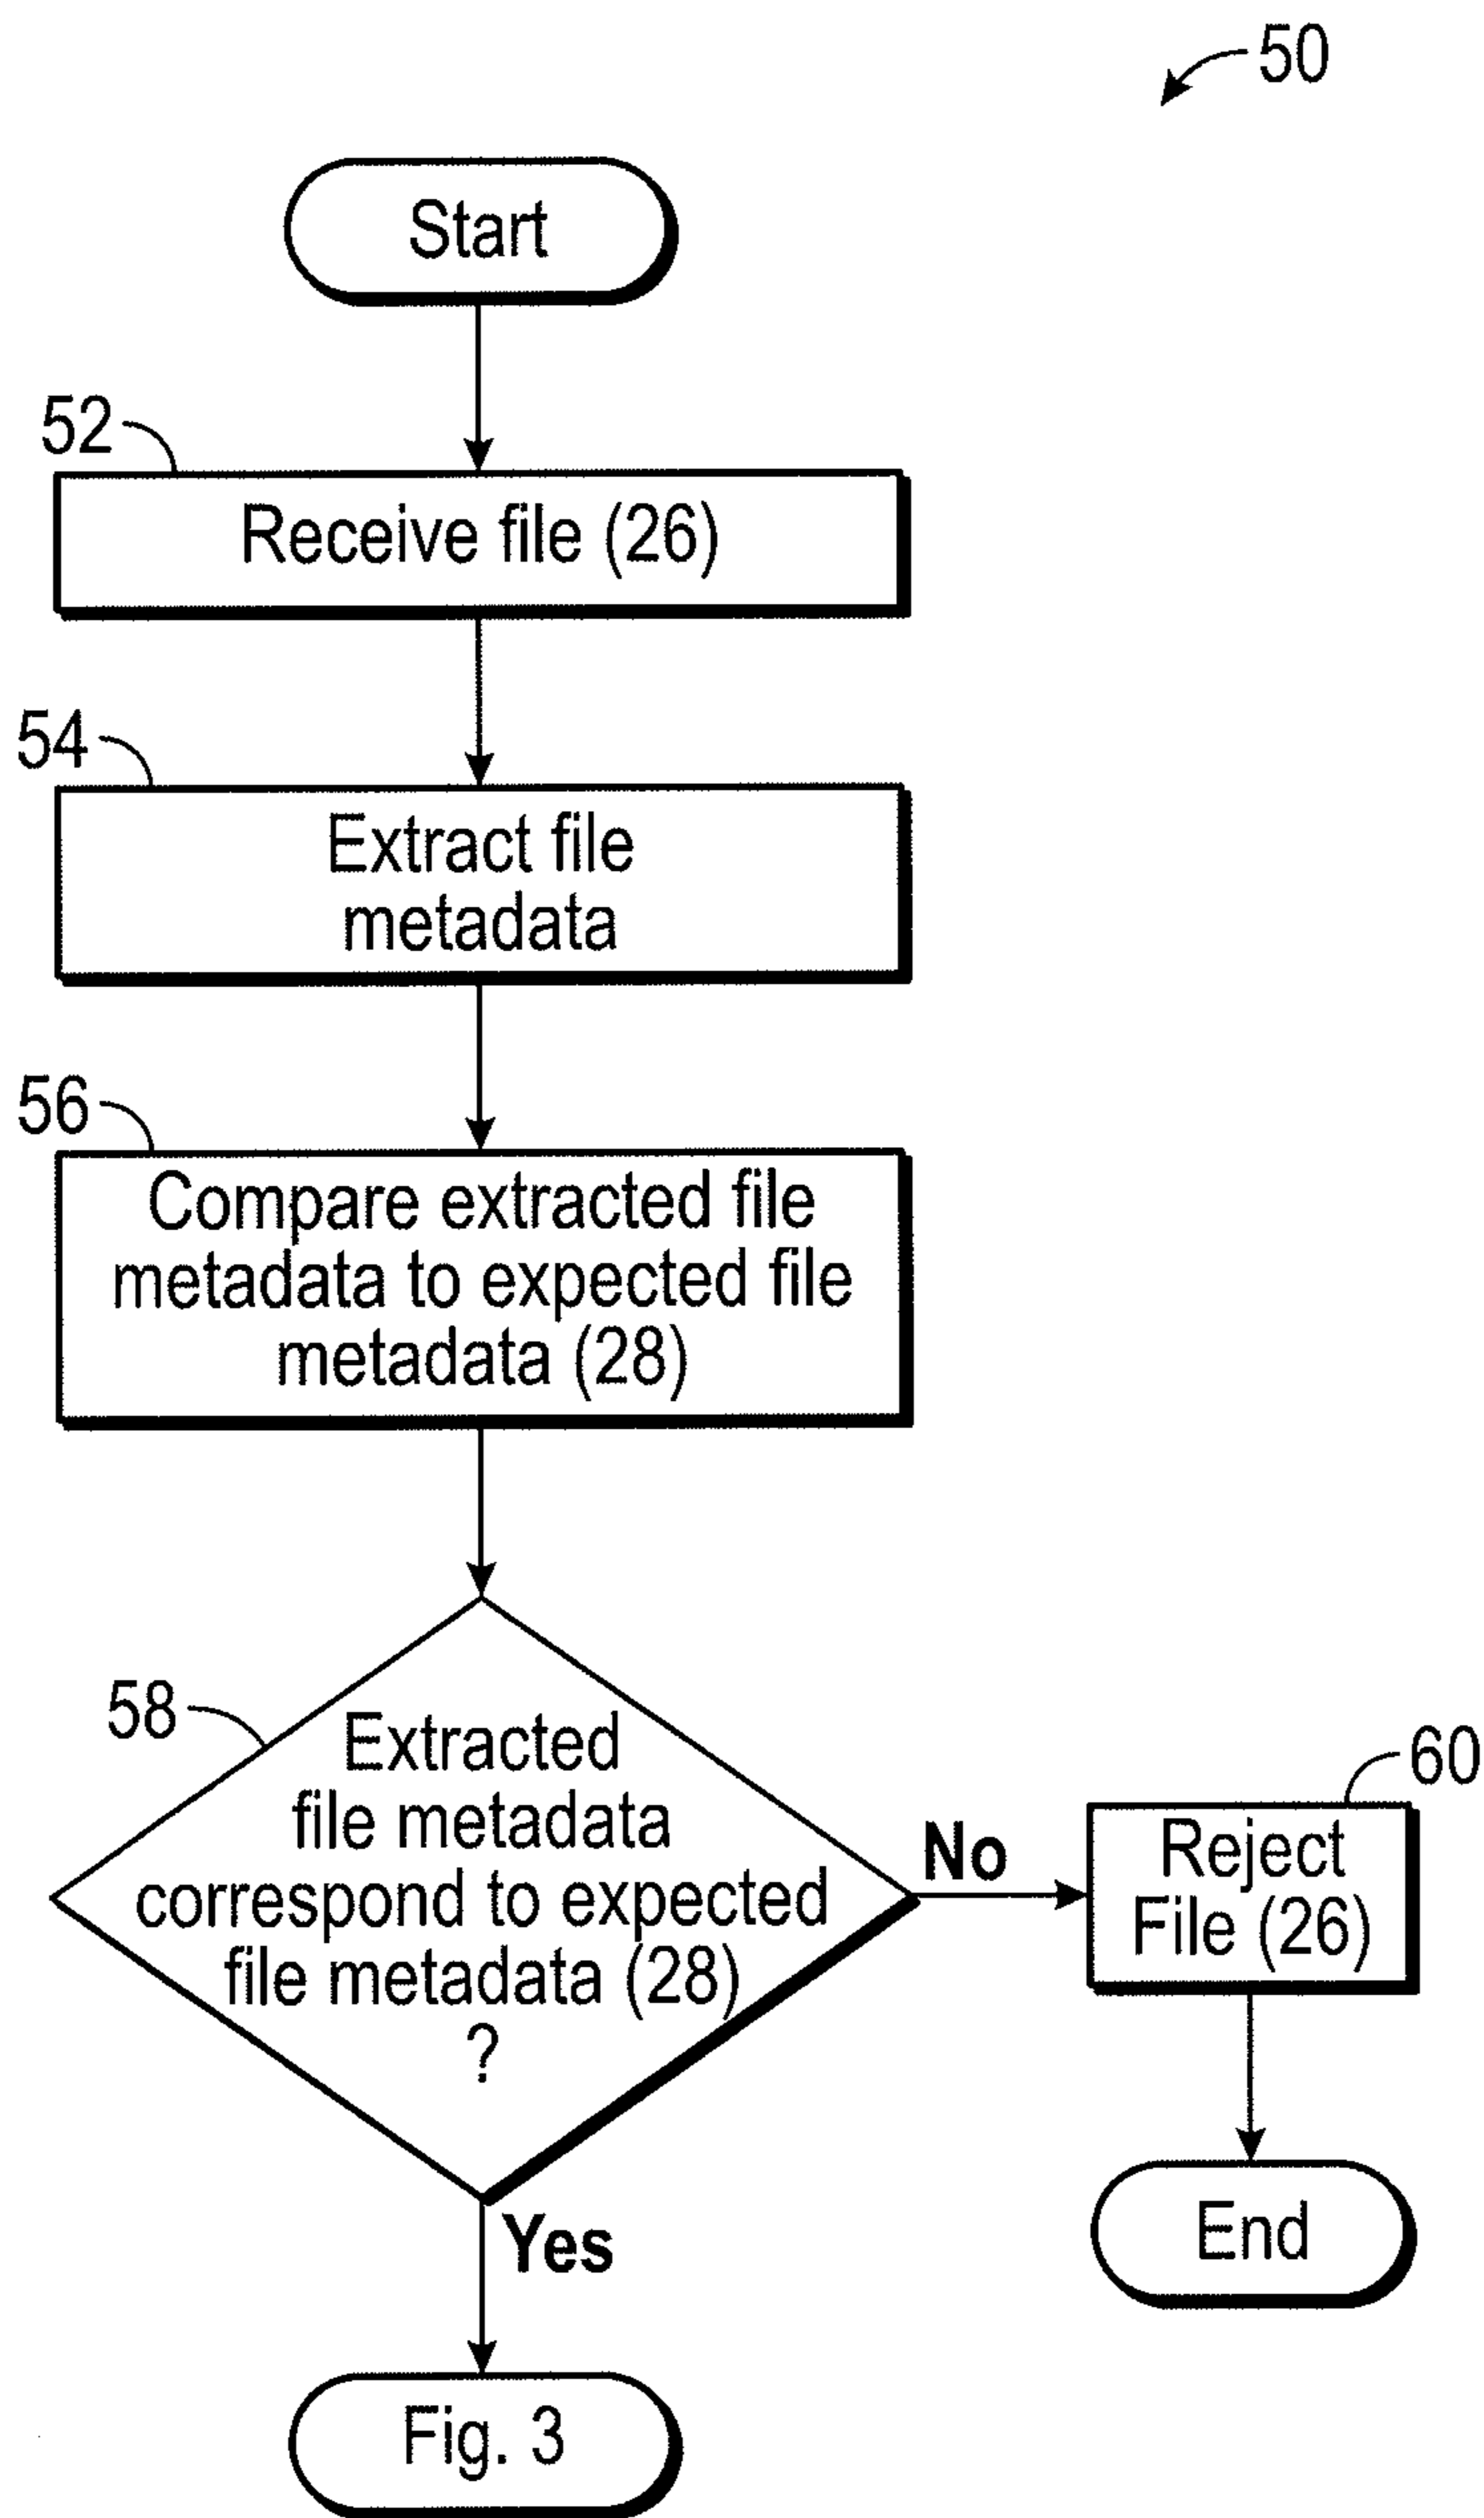 50
Start
52
Receive file (26)
54
Extract file
metadata
56
Compare extracted file
metadata to expected file
metadata (28)
58
Extracted
file metadata
correspond to expected
file metadata (28)
?
No
60
Reject
File (26)
Yes
End
Fig. 3